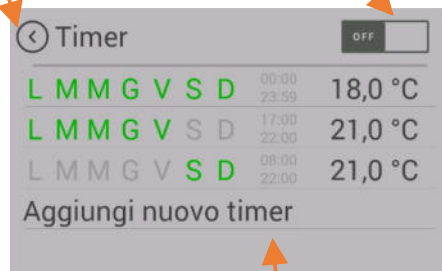 Timer OFF
L M M G V S D 00:00 23:59 18,0 °C
L M M G V S D 17:00 22:00 21,0 °C
L M M G V S D 08:00 22:00 21,0 °C
Aggiungi nuovo timer